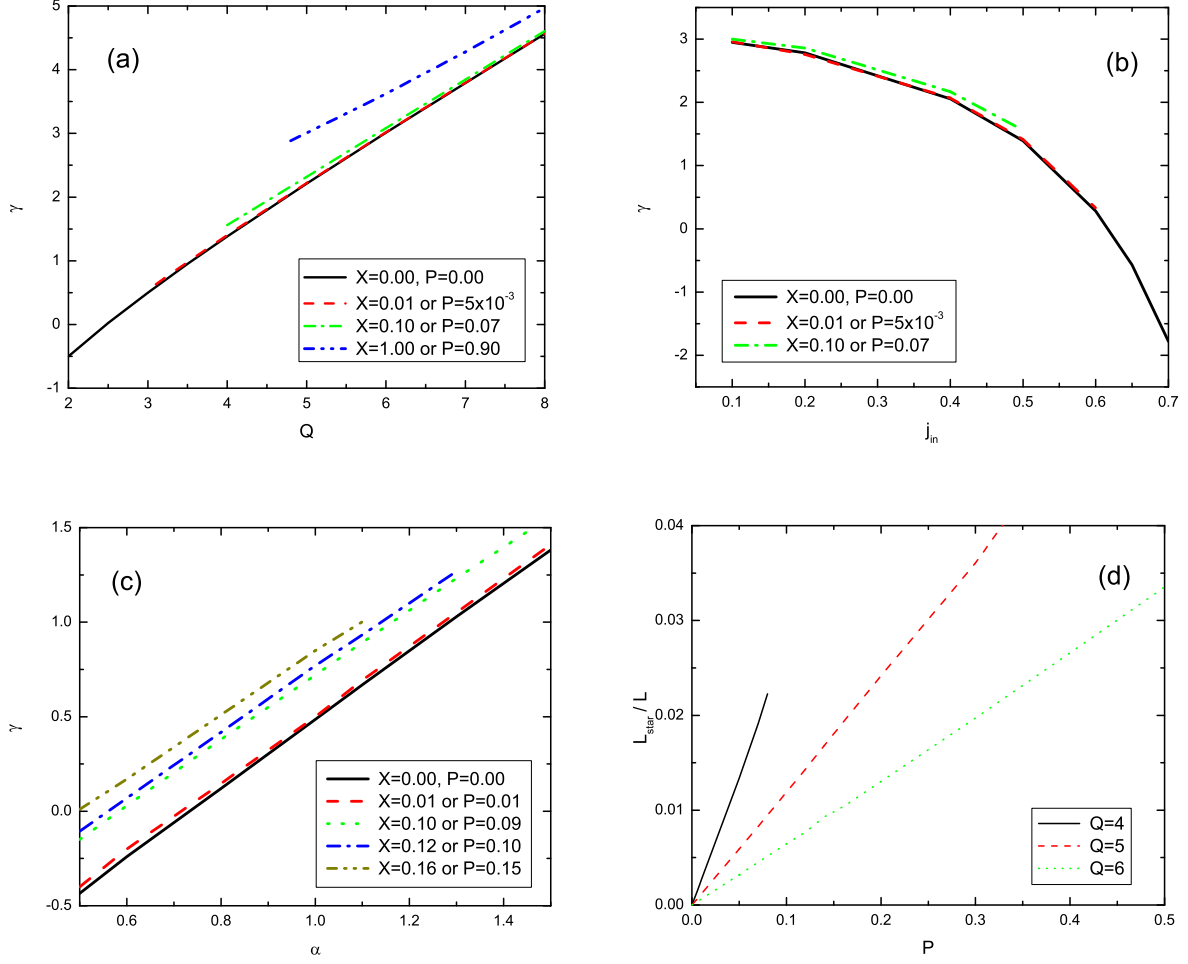 (a)
5
4
3
2
1
0
-1
γ
X=0.00, P=0.00
X=0.01 or P=5x10⁻³
X=0.10 or P=0.07
X=1.00 or P=0.90
2 3 4 5 6 7 8
Q
(b)
3
2
1
0
-1
-2
γ
X=0.00, P=0.00
X=0.01 or P=5x10⁻³
X=0.10 or P=0.07
0.1 0.2 0.3 0.4 0.5 0.6 0.7
j_in
(c)
1.5
1.0
0.5
0.0
-0.5
γ
X=0.00, P=0.00
X=0.01 or P=0.01
X=0.10 or P=0.09
X=0.12 or P=0.10
X=0.16 or P=0.15
0.6 0.8 1.0 1.2 1.4
α
(d)
0.04
0.03
0.02
0.01
0.00
L_star / L
Q=4
Q=5
Q=6
0.0 0.1 0.2 0.3 0.4 0.5
P